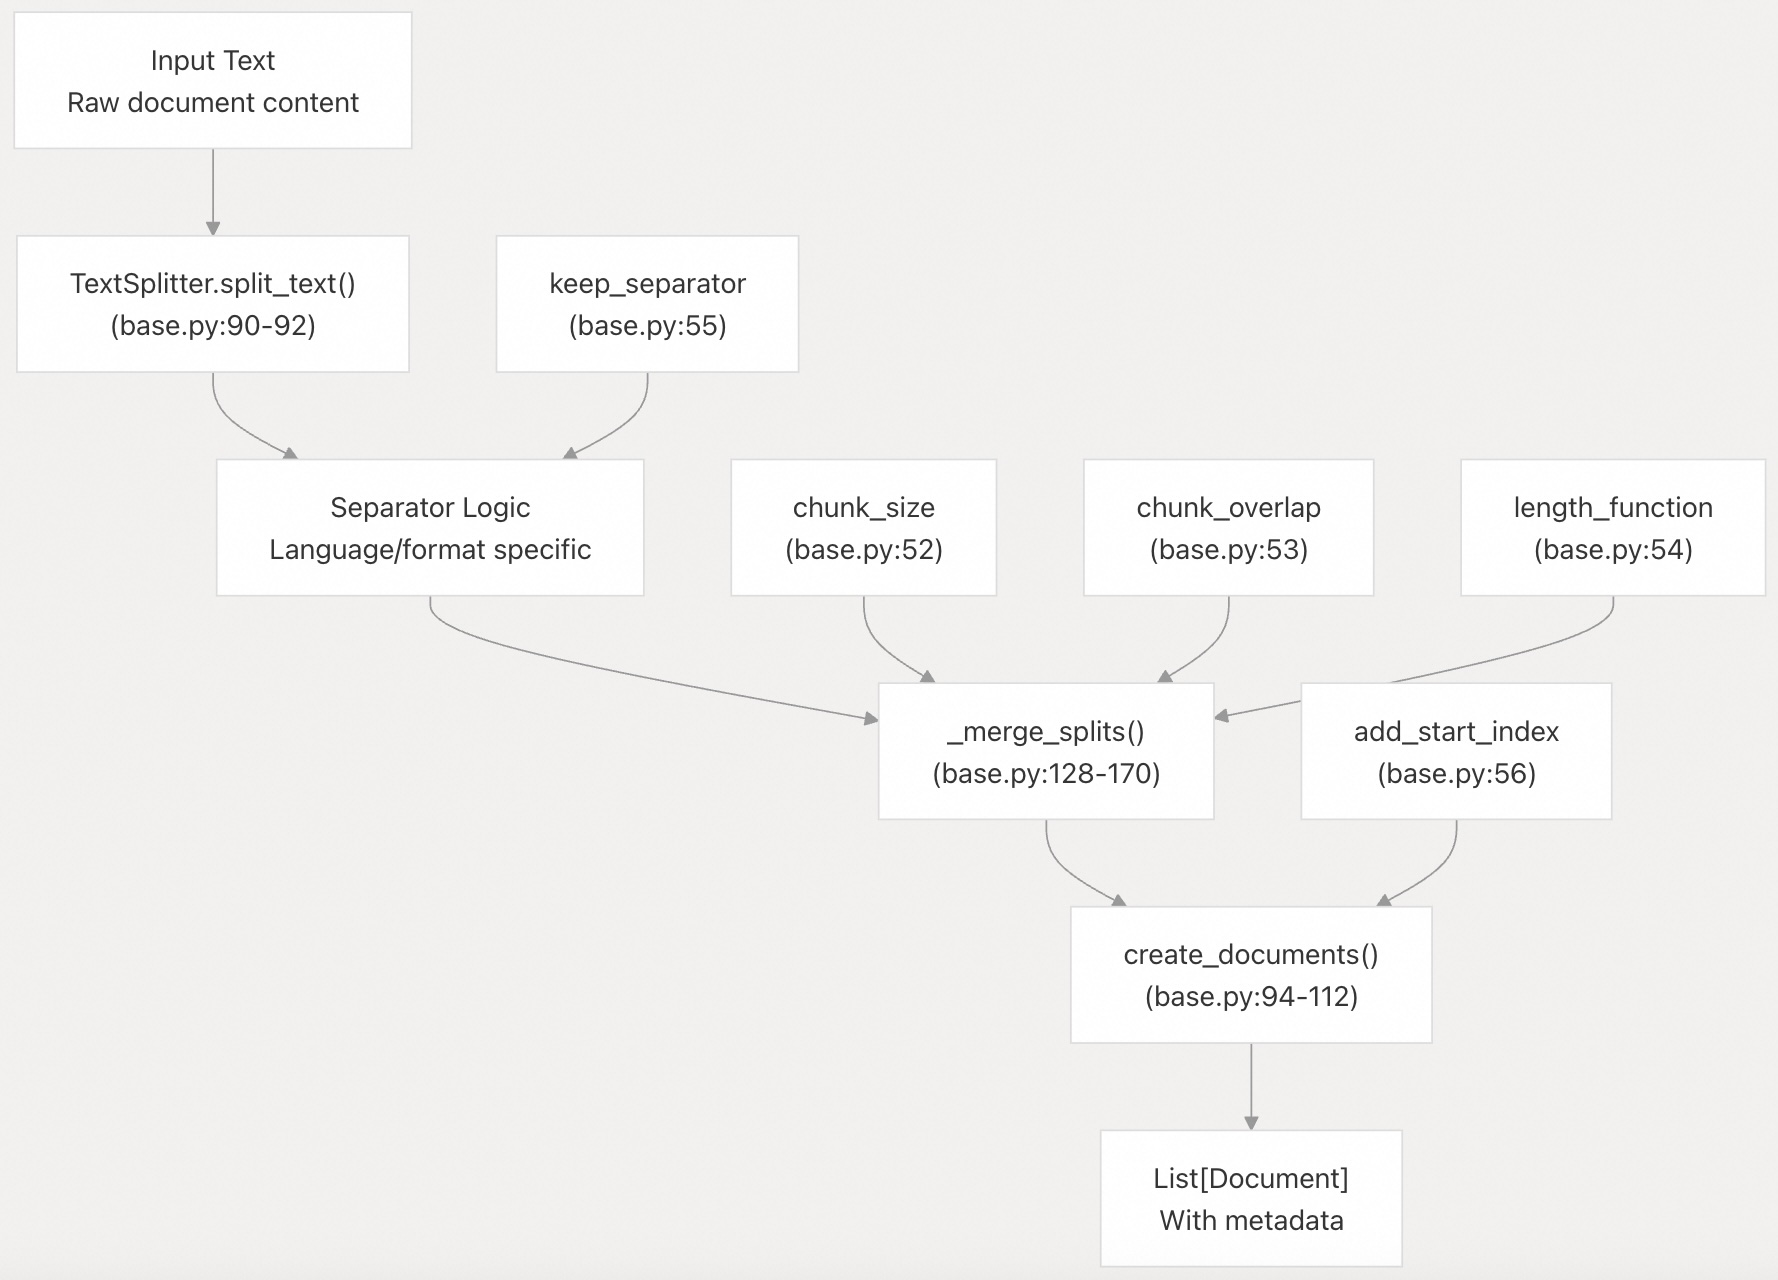 Input Text
Raw document content
TextSplitter.split_text()
(base.py:90-92)
keep_separator
(base.py:55)
Separator Logic
Language/format specific
chunk_size
(base.py:52)
chunk_overlap
(base.py:53)
length_function
(base.py:54)
_merge_splits()
(base.py:128-170)
add_start_index
(base.py:56)
create_documents()
(base.py:94-112)
List[Document]
With metadata